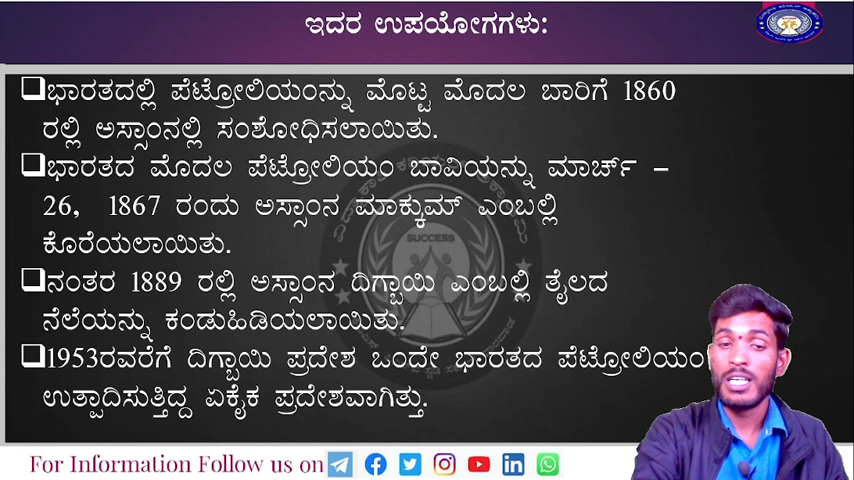 ಇದರ ಉಪಯೋಗಗಳು:
❑ಭಾರತದಲ್ಲಿ ಪೆಟ್ರೋಲಿಯಂನ್ನು ಮೊಟ್ಟ ಮೊದಲ ಬಾರಿಗೆ 1860
ರಲ್ಲಿ ಅಸ್ಸಾಂನಲ್ಲಿ ಸಂಶೋಧಿಸಲಾಯಿತು.
❑ಭಾರತದ ಮೊದಲ ಪೆಟ್ರೋಲಿಯಂ ಬಾವಿಯನ್ನು ಮಾರ್ಚ್ –
26, 1867 ರಂದು ಅಸ್ಸಾಂನ ಮಾಕ್ಕುಮ್ ಎಂಬಲ್ಲಿ
ಕೊರೆಯಲಾಯಿತು.
❑ನಂತರ 1889 ರಲ್ಲಿ ಅಸ್ಸಾಂನ ದಿಗ್ಬಾಯಿ ಎಂಬಲ್ಲಿ ತೈಲದ
ನೆಲೆಯನ್ನು ಕಂಡುಹಿಡಿಯಲಾಯಿತು.
❑1953ರವರೆಗೆ ದಿಗ್ಬಾಯಿ ಪ್ರದೇಶ ಒಂದೇ ಭಾರತದ ಪೆಟ್ರೋಲಿಯಂ
ಉತ್ಪಾದಿಸುತ್ತಿದ್ದ ಏಕೈಕ ಪ್ರದೇಶವಾಗಿತ್ತು.
SUCCESS
For Information Follow us on